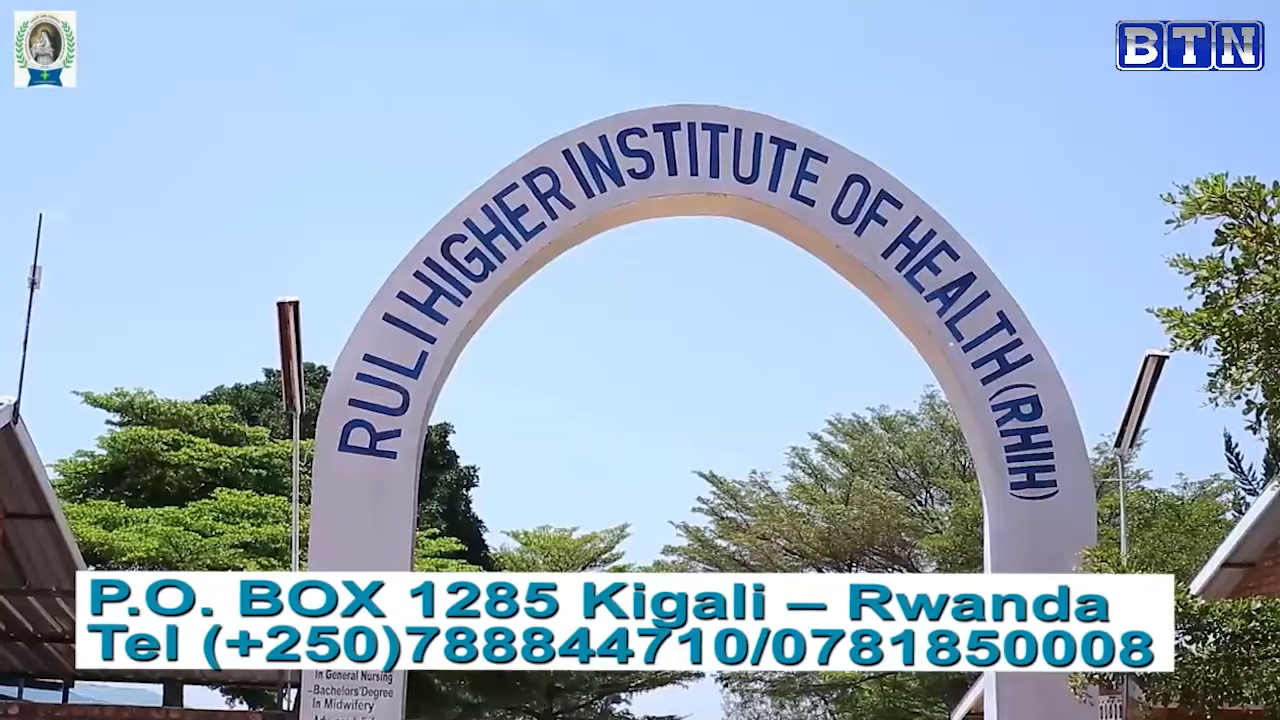 BTN
RULI HIGHER INSTITUTE OF HEALTH (RHIH)
P.O. BOX 1285 Kigali – Rwanda
Tel (+250)788844710/0781850008
In General Nursing
-Bachelors'Degree
In Midwifery